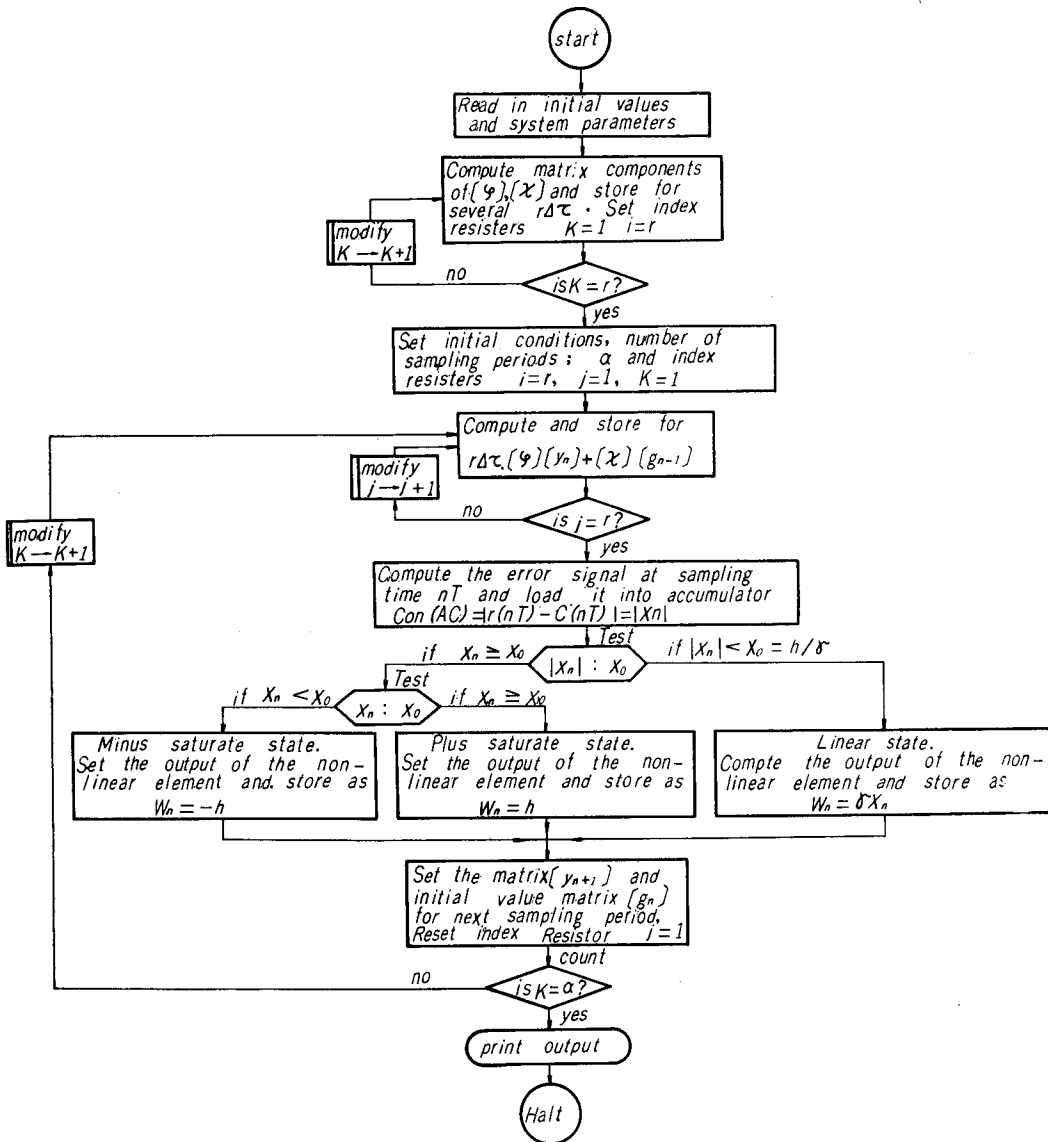 start
Read in initial values
and system parameters
Compute matrix components
of [φ], [χ] and store for
several rΔτ. Set index
resisters K=1 i=r
modify
K→K+1
no
is K=r?
yes
Set initial conditions, number of
sampling periods; α and index
resisters i=r, j=1, K=1
Compute and store for
rΔτ, [φ][yn]+[χ][gn-1]
modify
j→j+1
no
is j=r?
yes
modify
K→K+1
Compute the error signal at sampling
time nT and load it into accumulator
Con(AC)=|r(nT)-C(nT)|=|Xn|
Test
if Xn≧X0
|Xn| : X0
if |Xn|<X0=h/γ
Test
if Xn<X0
Xn : X0
if Xn≧X0
Minus saturate state.
Set the output of the non-
linear element and. store as
Wn=-h
Plus saturate state.
Set the output of the non-
linear element and store as
Wn=h
Linear state.
Compte the output of the non-
linear element and store as
Wn=γXn
Set the matrix[yn+1] and
initial value matrix [gn]
for next sampling period,
Reset index Resistor j=1
count
no
is K=α?
yes
print output
Halt